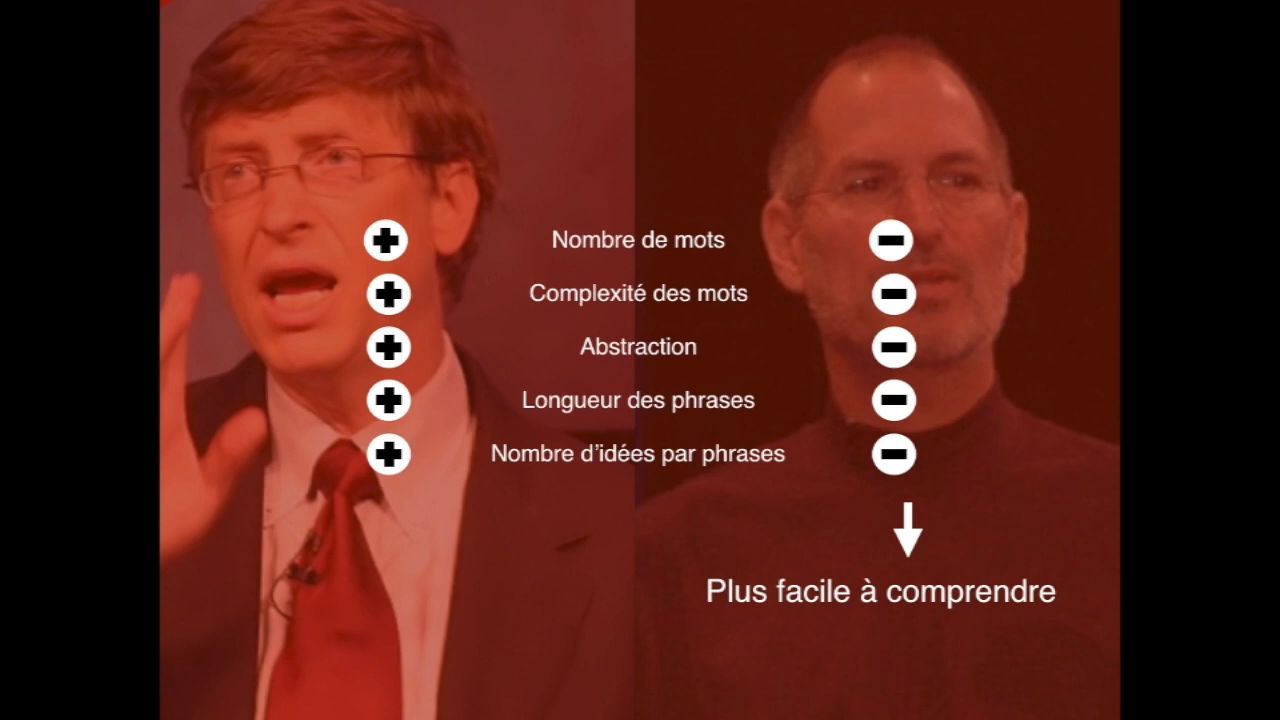 Nombre de mots
Complexité des mots
Abstraction
Longueur des phrases
Nombre d'idées par phrases
Plus facile à comprendre